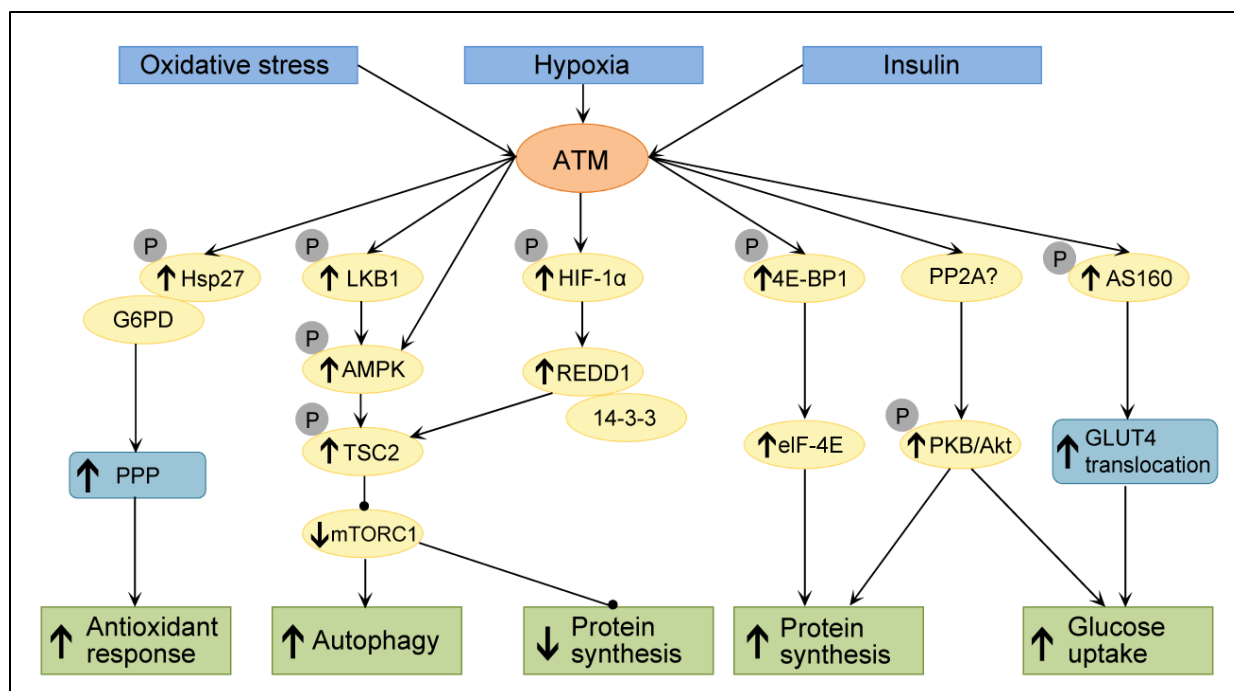 Oxidative stress
Hypoxia
Insulin
ATM
P
↑ Hsp27
G6PD
P
↑ LKB1
P
↑ HIF-1α
P
↑ 4E-BP1
PP2A?
P
↑ AS160
P
↑ AMPK
↑ REDD1
14-3-3
P
↑ TSC2
↑ eIF-4E
P
↑ PKB/Akt
↑ GLUT4
translocation
↑ PPP
↓ mTORC1
↑ Antioxidant
response
↑ Autophagy
↓ Protein
synthesis
↑ Protein
synthesis
↑ Glucose
uptake